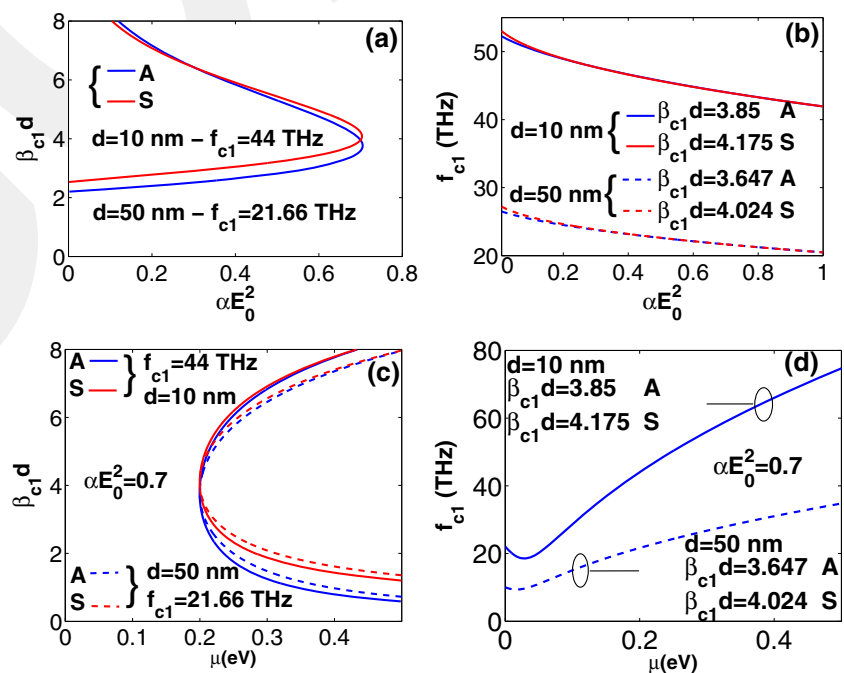 8
6
4
2
0
β_c1 d
(a)
A
S
d=10 nm – f_c1=44 THz
d=50 nm – f_c1=21.66 THz
0 0.2 0.4 0.6 0.8
αE_0^2
50
40
30
20
f_c1 (THz)
(b)
d=10 nm
β_c1 d=3.85 A
β_c1 d=4.175 S
d=50 nm
β_c1 d=3.647 A
β_c1 d=4.024 S
0 0.2 0.4 0.6 0.8 1
αE_0^2
8
6
4
2
0
β_c1 d
A
S
f_c1=44 THz
d=10 nm
(c)
αE_0^2=0.7
A
S
d=50 nm
f_c1=21.66 THz
0 0.1 0.2 0.3 0.4
μ(eV)
80
60
40
20
0
f_c1 (THz)
(d)
d=10 nm
β_c1 d=3.85 A
β_c1 d=4.175 S
αE_0^2=0.7
d=50 nm
β_c1 d=3.647 A
β_c1 d=4.024 S
0 0.2 0.4
μ(eV)